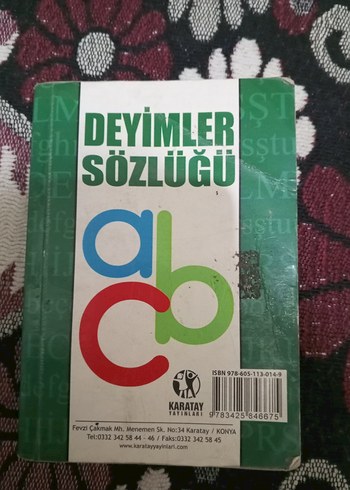 DEYİMLER
SÖZLÜĞÜ
a
b
c
ISBN 978-605-113-014-9
9783425646675
KARATAY
YAYINLARI
Fevzi Çakmak Mh. Menemen Sk. No:34 Karatay / KONYA
Tel:0332 342 58 44 - 46 / Faks:0332 342 58 45
www.karatayyayinlari.com